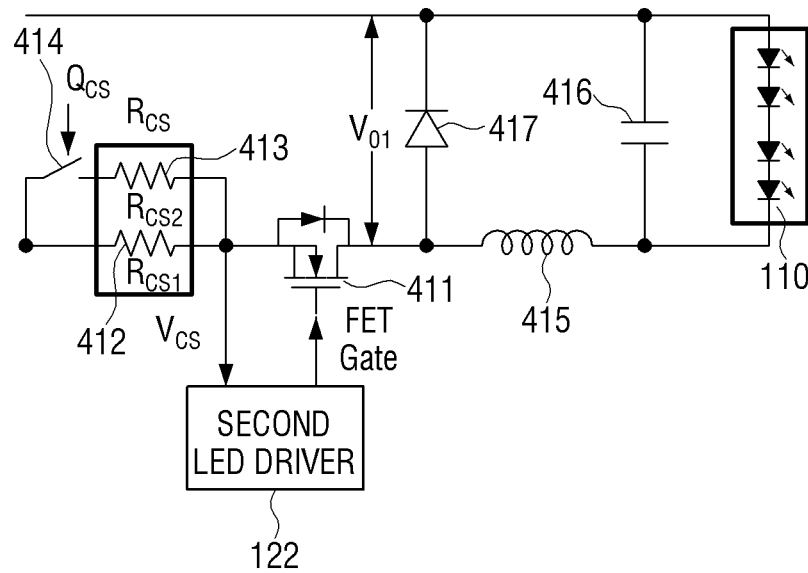 414
Q_CS
R_CS
413
R_CS2
R_CS1
412
V_CS
V_01
417
416
411
FET
Gate
415
110
SECOND
LED DRIVER
122